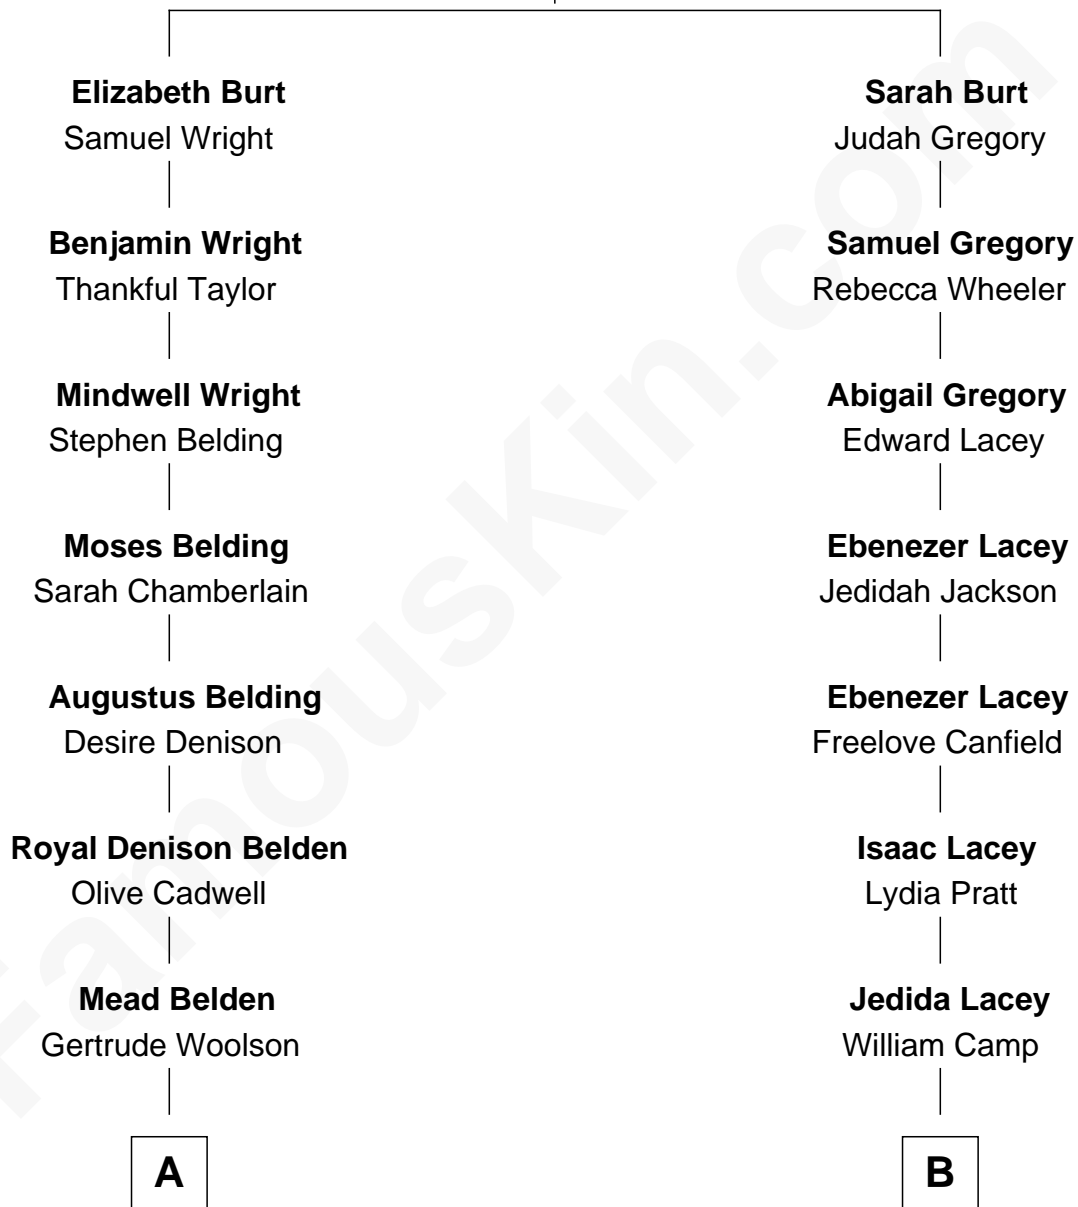 Elizabeth Burt
Samuel Wright
Benjamin Wright
Thankful Taylor
Mindwell Wright
Stephen Belding
Moses Belding
Sarah Chamberlain
Augustus Belding
Desire Denison
Royal Denison Belden
Olive Cadwell
Mead Belden
Gertrude Woolson
A
Sarah Burt
Judah Gregory
Samuel Gregory
Rebecca Wheeler
Abigail Gregory
Edward Lacey
Ebenezer Lacey
Jedidah Jackson
Ebenezer Lacey
Freelove Canfield
Isaac Lacey
Lydia Pratt
Jedida Lacey
William Camp
B
FamousKin.com